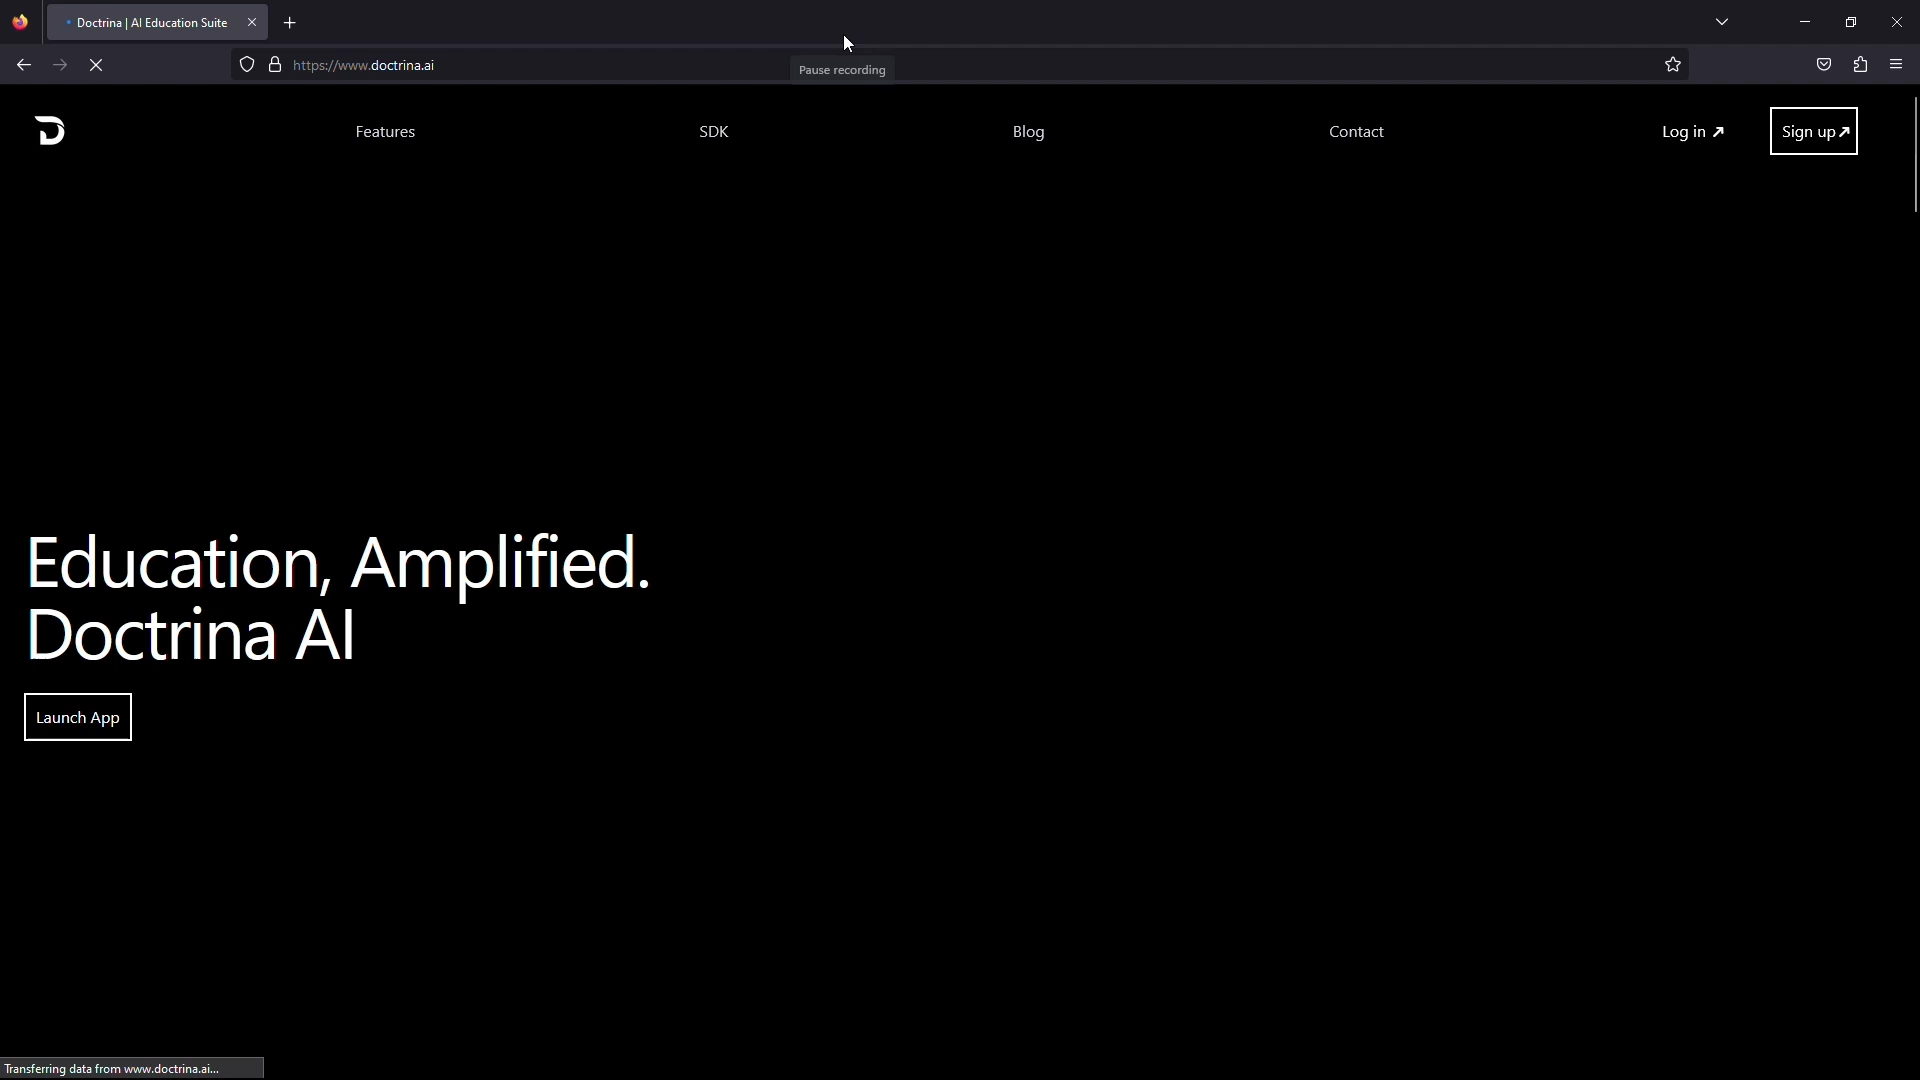 Doctrina | AI Education Suite
https://www.doctrina.ai
Pause recording
Features
SDK
Blog
Contact
Log in
Sign up
Education, Amplified.
Doctrina AI
Launch App
Transferring data from www.doctrina.ai...